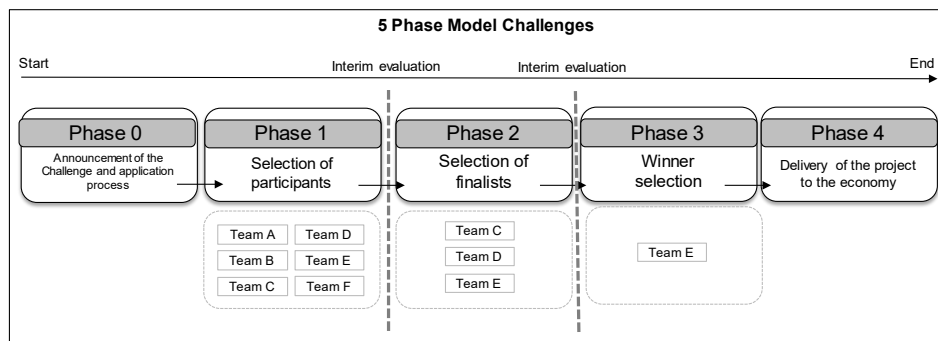 5 Phase Model Challenges
Start
Interim evaluation
Interim evaluation
End
Phase 0
Announcement of the
Challenge and application
process
Phase 1
Selection of
participants
Phase 2
Selection of
finalists
Phase 3
Winner
selection
Phase 4
Delivery of the project
to the economy
Team A
Team D
Team B
Team E
Team C
Team F
Team C
Team D
Team E
Team E